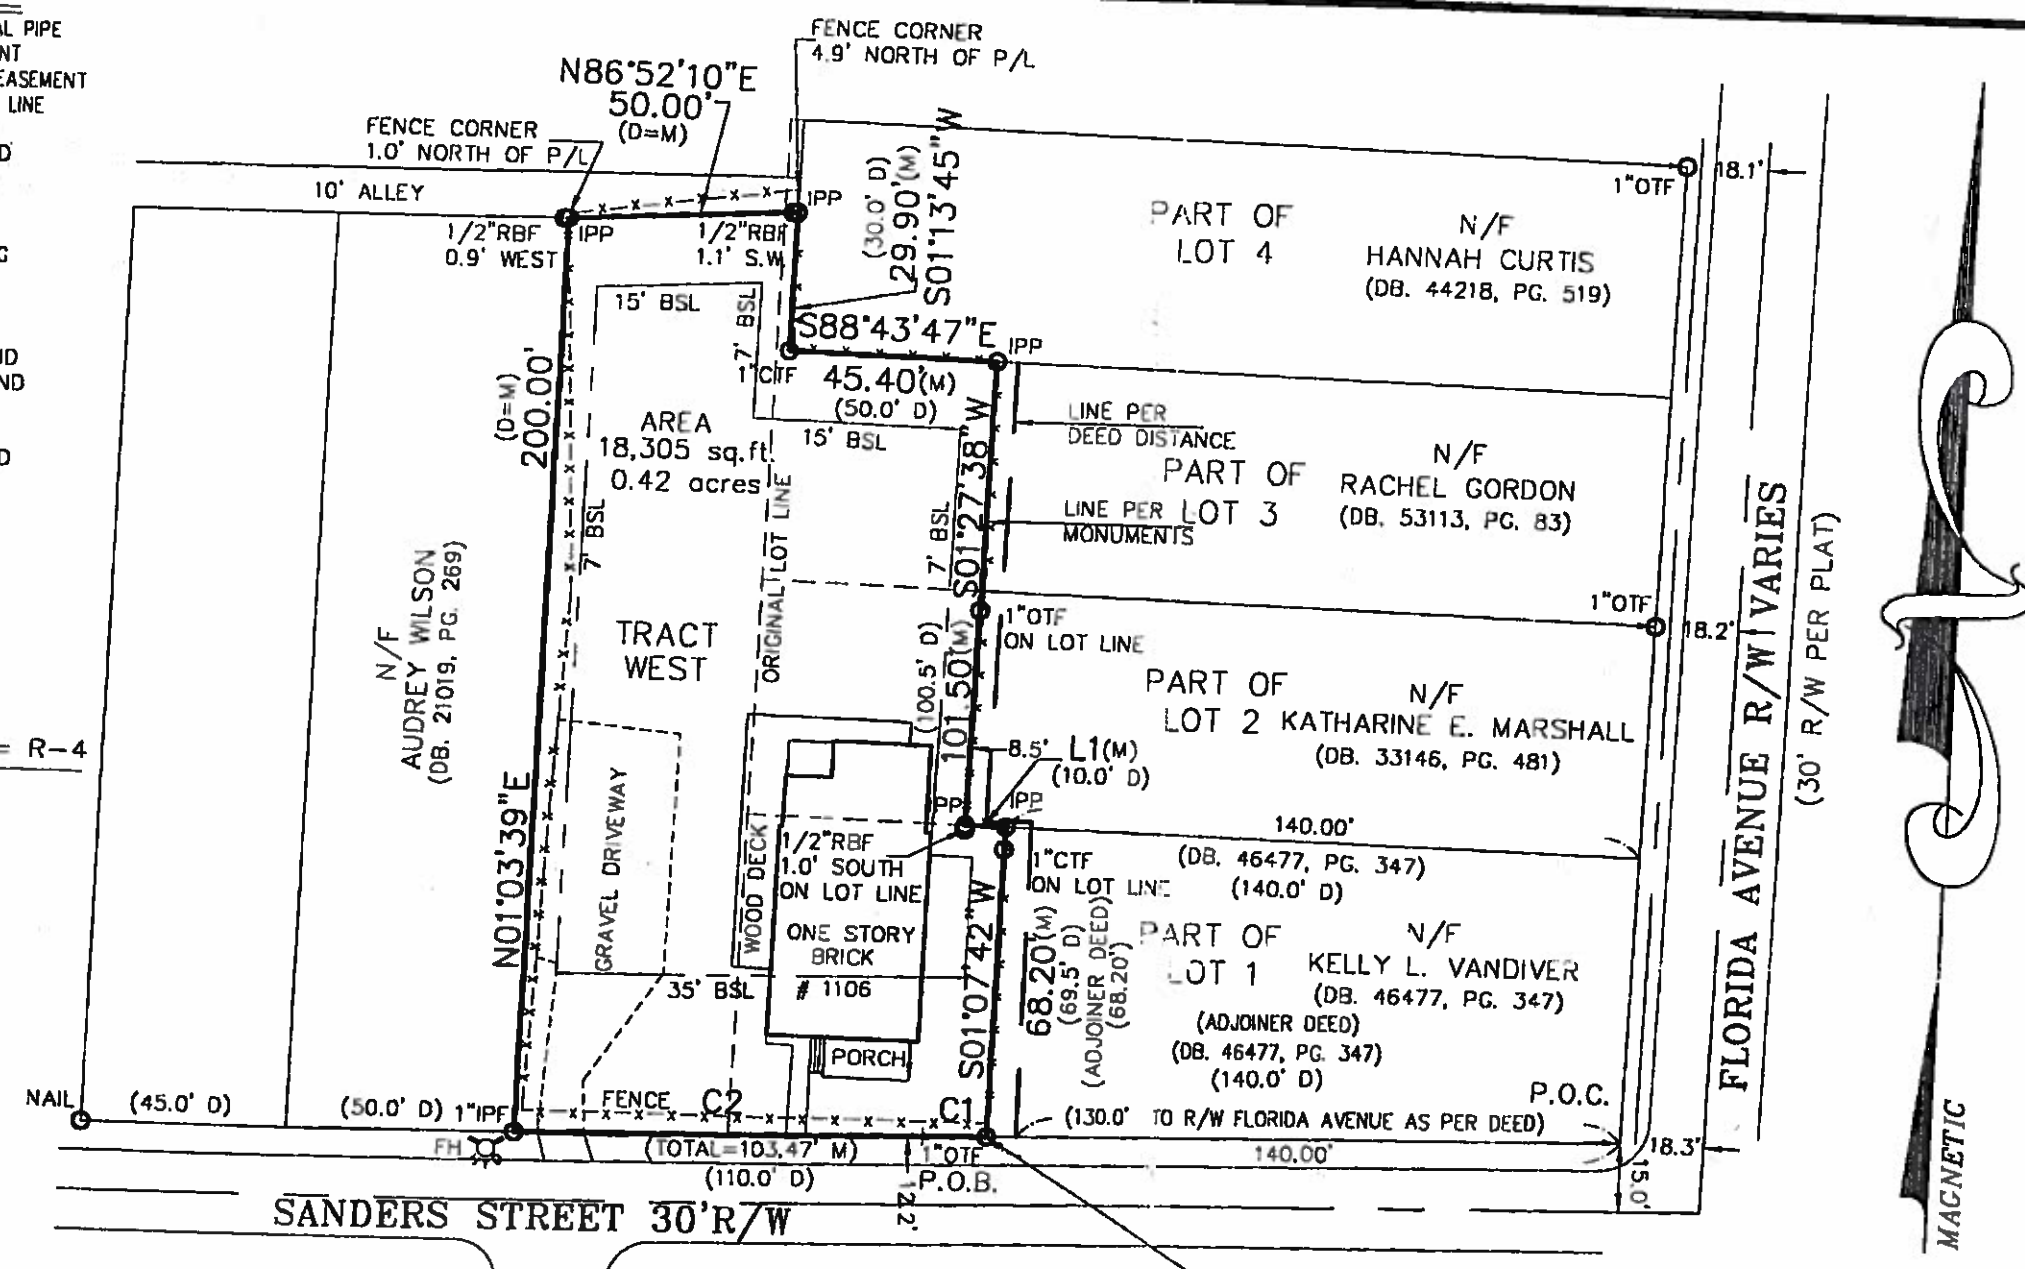 AL PIPE
NT
EASEMENT
LINE
D
G
ND
ND
D
= R-4
FENCE CORNER
4.9' NORTH OF P/L
N86°52'10"E
50.00'
(D=M)
FENCE CORNER
1.0' NORTH OF P/L
10' ALLEY
IPP
1/2"RBF
0.9' WEST
IPP
1/2"RBF
1.1' S.W.
(30.0' D)
29.90'(M)
S01°13'45"W
1"OTF
18.1'
PART OF
LOT 4
N/F
HANNAH CURTIS
(DB. 44218, PG. 519)
15' BSL
7' BSL
S88°43'47"E
IPP
1"CTF
45.40'(M)
(50.0' D)
15' BSL
LINE PER
DEED DISTANCE
(D=M)
200.00'
AREA
18,305 sq.ft.
0.42 acres
7' BSL
ORIGINAL LOT LINE
7' BSL
S01°27'38"W
LINE PER
MONUMENTS
PART OF
LOT 3
N/F
RACHEL GORDON
(DB. 53113, PG. 83)
N/F
AUDREY WILSON
(DB. 21019, PG. 269)
1"OTF
18.2'
TRACT
WEST
(100.5' D)
101.50'(M)
1"OTF
ON LOT LINE
PART OF
LOT 2
N/F
KATHARINE E. MARSHALL
(DB. 33146, PG. 481)
8.5'
L1(M)
(10.0' D)
N01°03'39"E
GRAVEL DRIVEWAY
WOOD DECK
IPP
IPP
1/2"RBF
1.0' SOUTH
ON LOT LINE
1"CTF
ON LOT LINE
140.00'
(DB. 46477, PG. 347)
(140.0' D)
ONE STORY
BRICK
# 1106
35' BSL
S01°07'42"W
68.20'(M)
(69.5' D)
(ADJOINER DEED)
(68.20')
PART OF
LOT 1
N/F
KELLY L. VANDIVER
(DB. 46477, PG. 347)
(ADJOINER DEED)
(DB. 46477, PG. 347)
(140.0' D)
PORCH
P.O.C.
NAIL
(45.0' D)
(50.0' D)
1"IPF
FENCE
C2
C1
(130.0' TO R/W FLORIDA AVENUE AS PER DEED)
FH
(TOTAL=103.47' M)
(110.0' D)
1"OTF
P.O.B.
140.00'
18.3'
15.0'
2.2'
SANDERS STREET 30'R/W
FLORIDA AVENUE R/W VARIES
(30' R/W PER PLAT)
MAGNETIC